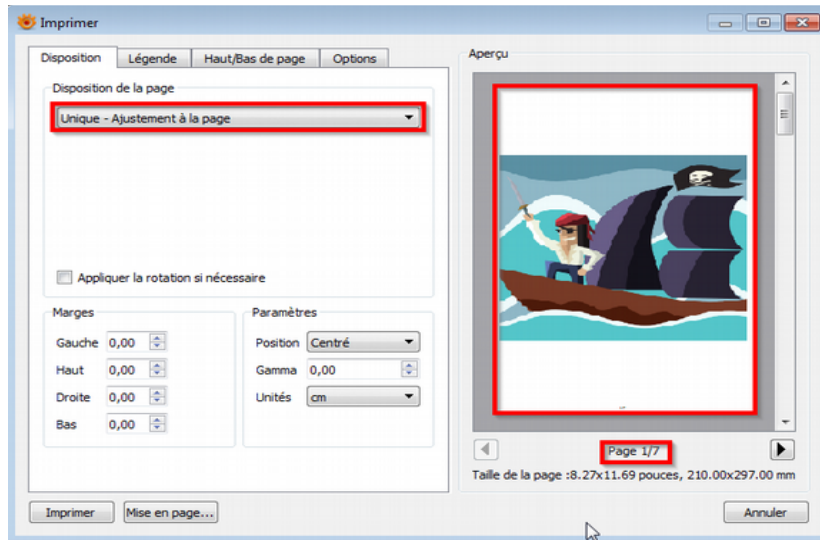 Imprimer
Disposition Légende Haut/Bas de page Options
Disposition de la page
Unique - Ajustement à la page
Appliquer la rotation si nécessaire
Marges
Gauche 0,00
Haut 0,00
Droite 0,00
Bas 0,00
Paramètres
Position Centré
Gamma 0,00
Unités cm
Aperçu
Page 1/7
Taille de la page :8.27x11.69 pouces, 210.00x297.00 mm
Imprimer Mise en page... Annuler